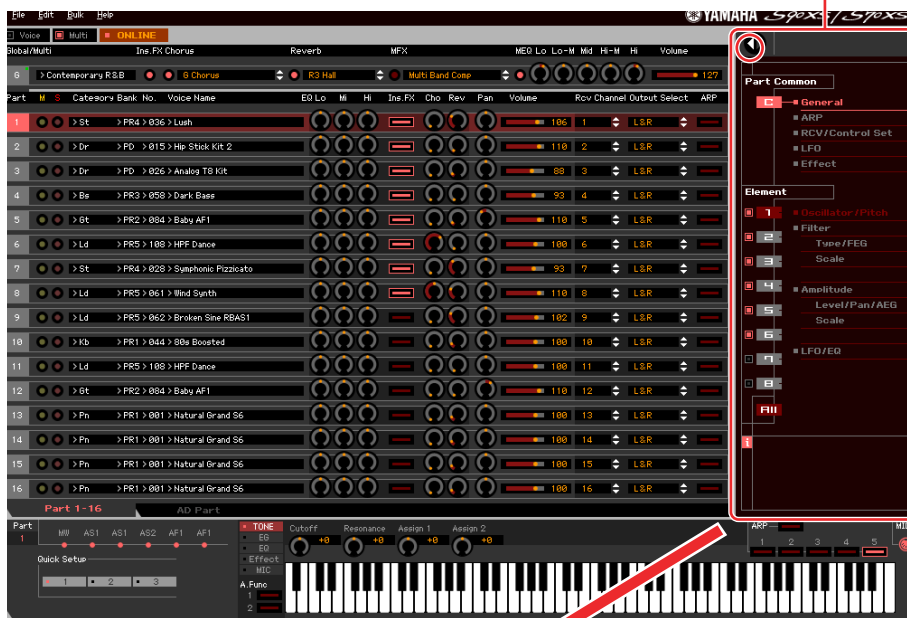 File Edit Bulk Help
YAMAHA S90XS/S70XS
Voice Multi ONLINE
Global/Multi Ins.FX Chorus Reverb MFX MEQ Lo Lo-M Mid Hi-M Hi Volume
G > Contemporary R&B G Chorus R3 Hall Multi Band Comp 127
Part M S Category Bank No. Voice Name EQ Lo Mi Hi Ins.FX Cho Rev Pan Volume Rcv Channel Output Select ARP
1 > St > PR4 > 036 > Lush 106 1 L&R
2 > Dr > PD > 015 > Hip Stick Kit 2 110 2 L&R
3 > Dr > PD > 026 > Analog T8 Kit 88 3 L&R
4 > Bs > PR3 > 058 > Dark Bass 93 4 L&R
5 > Gt > PR2 > 084 > Baby AF1 110 5 L&R
6 > Ld > PR5 > 108 > HPF Dance 100 6 L&R
7 > St > PR4 > 028 > Symphonic Pizzicato 93 7 L&R
8 > Ld > PR5 > 061 > Wind Synth 110 8 L&R
9 > Ld > PR5 > 062 > Broken Sine RBAS1 102 9 L&R
10 > Kb > PR1 > 044 > 80s Boosted 100 10 L&R
11 > Ld > PR5 > 108 > HPF Dance 100 11 L&R
12 > Gt > PR2 > 084 > Baby AF1 110 12 L&R
13 > Pn > PR1 > 001 > Natural Grand S6 100 13 L&R
14 > Pn > PR1 > 001 > Natural Grand S6 100 14 L&R
15 > Pn > PR1 > 001 > Natural Grand S6 100 15 L&R
16 > Pn > PR1 > 001 > Natural Grand S6 100 16 L&R
Part 1-16 AD Part
Part Common
C General
ARP
RCV/Control Set
LFO
Effect
Element
1 Oscillator/Pitch
2 Filter
Type/FEG
3 Scale
4 Amplitude
5 Level/Pan/AEG
Scale
6
7 LFO/EQ
8
All
i
Part MW AS1 AS1 AS2 AF1 AF1
1
Quick Setup
1 2 3
TONE
EG
EQ
Effect
MIC
A.Func
1
2
Cutoff Resonance Assign 1 Assign 2
+0 +0 +0 +0
ARP
1 2 3 4 5